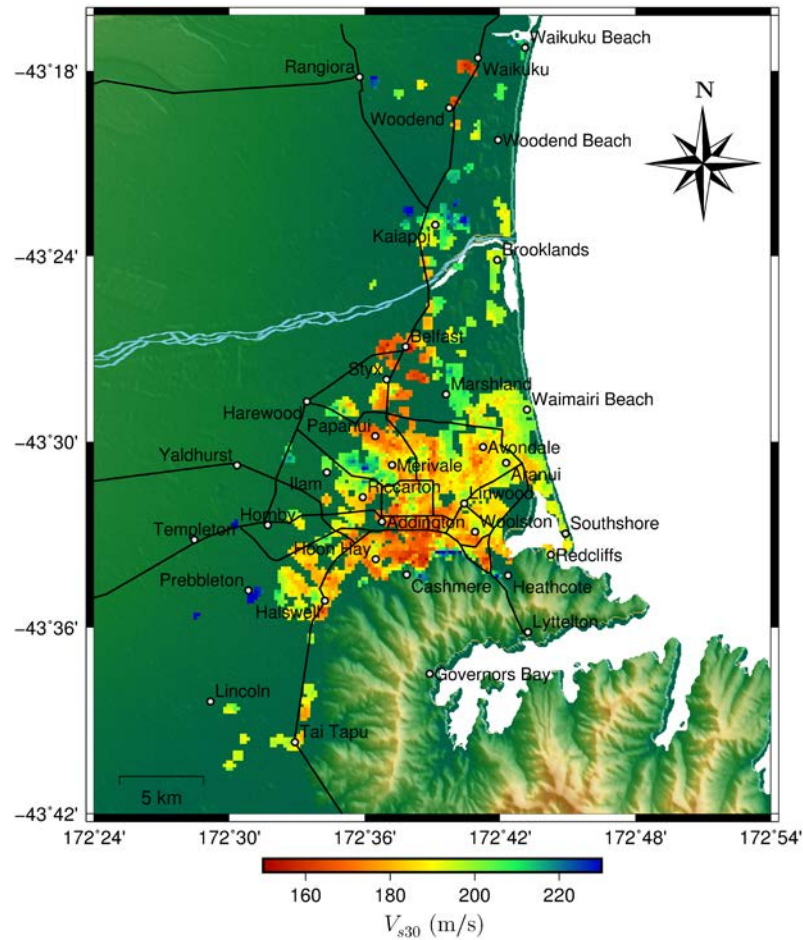 Waikuku Beach
-43°18'
Rangiora
Waikuku
N
Woodend
Woodend Beach
Kaiapoi
-43°24'
Brooklands
Belfast
Styx
Marshland
Waimairi Beach
Harewood
Papanui
-43°30'
Avondale
Yaldhurst
Merivale
Aranui
Ilam
Riccarton
Linwood
Hornby
Addington
Woolston
Southshore
Templeton
Hoon Hay
Redcliffs
Prebbleton
Cashmere
Heathcote
Halswell
-43°36'
Lyttelton
Governors Bay
Lincoln
Tai Tapu
5 km
-43°42'
172°24' 172°30' 172°36' 172°42' 172°48' 172°54'
160 180 200 220
Vs30 (m/s)